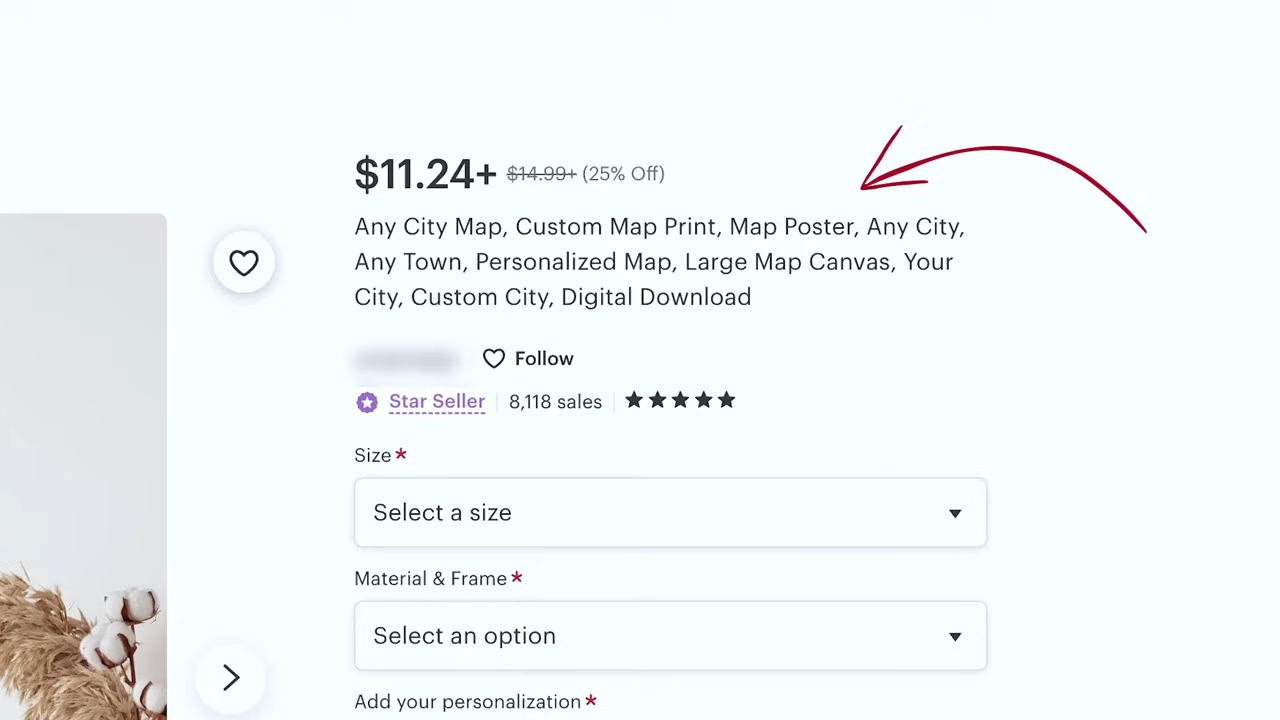 $11.24+ $14.99+ (25% Off)
Any City Map, Custom Map Print, Map Poster, Any City,
Any Town, Personalized Map, Large Map Canvas, Your
City, Custom City, Digital Download
Follow
Star Seller 8,118 sales
Size*
Select a size
Material & Frame*
Select an option
Add your personalization*